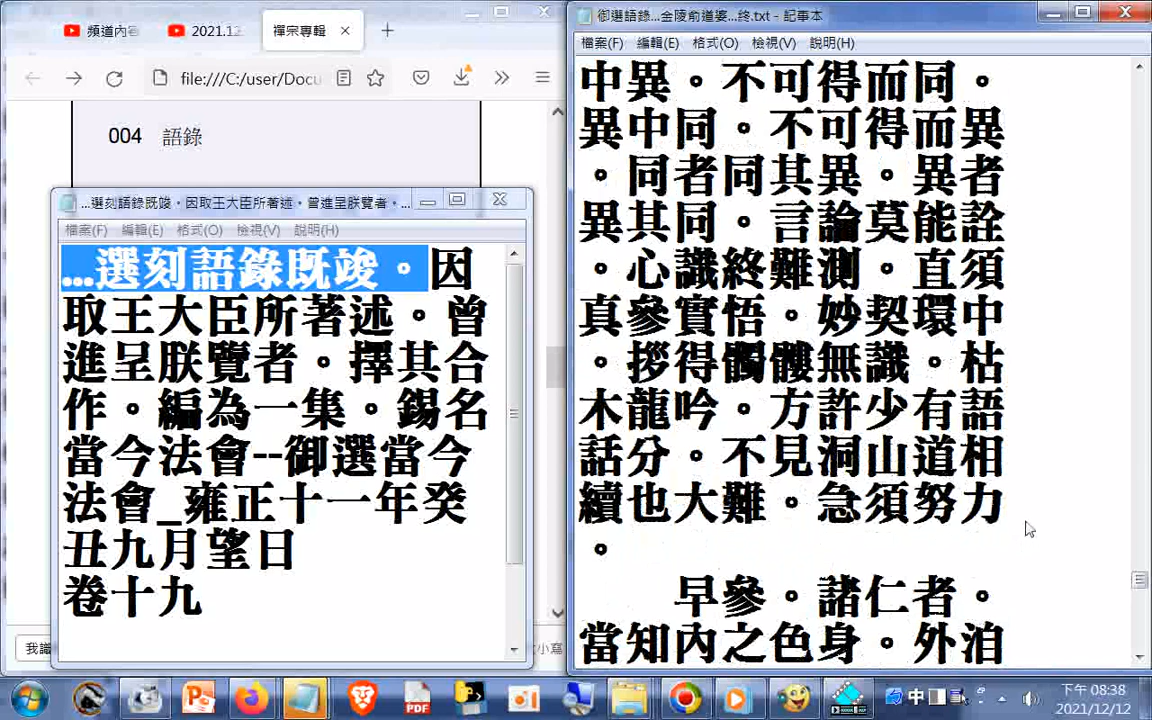 頻道內容
2021.12
禪宗專輯
file:///C:/user/Docu
004 語錄
...選刻語錄既竣。因取王大臣所著述。曾進呈朕覽者。...
檔案(F) 編輯(E) 格式(O) 檢視(V) 說明(H)
...選刻語錄既竣。因
取王大臣所著述。曾
進呈朕覽者。擇其合
作。編為一集。錫名
當今法會--御選當今
法會_雍正十一年癸
丑九月望日
卷十九
我識
小寫
御選語錄...金陵俞道婆...終.txt - 記事本
檔案(F) 編輯(E) 格式(O) 檢視(V) 說明(H)
中異。不可得而同。
異中同。不可得而異
。同者同其異。異者
異其同。言論莫能詮
。心識終難測。直須
真參實悟。妙契環中
。拶得髑髏無識。枯
木龍吟。方許少有語
話分。不見洞山道相
續也大難。急須努力
。
早參。諸仁者。
當知內之色身。外洎
PDF
中
下午 08:38
2021/12/12